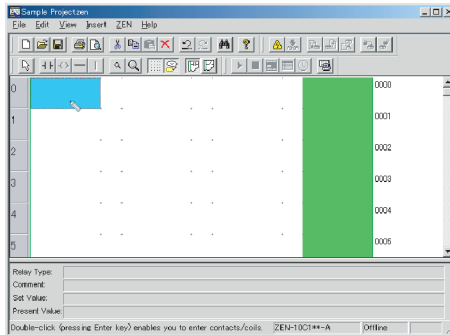 Sample Projectzen
File Edit View Insert ZEN Help
0 0000
1 0001
2 0002
3 0003
4 0004
5 0005
Relay Type:
Comment:
Set Value:
Present Value:
Double-click (pressing Enter key) enables you to enter contacts/coils. ZEN-10C1**-A Offline